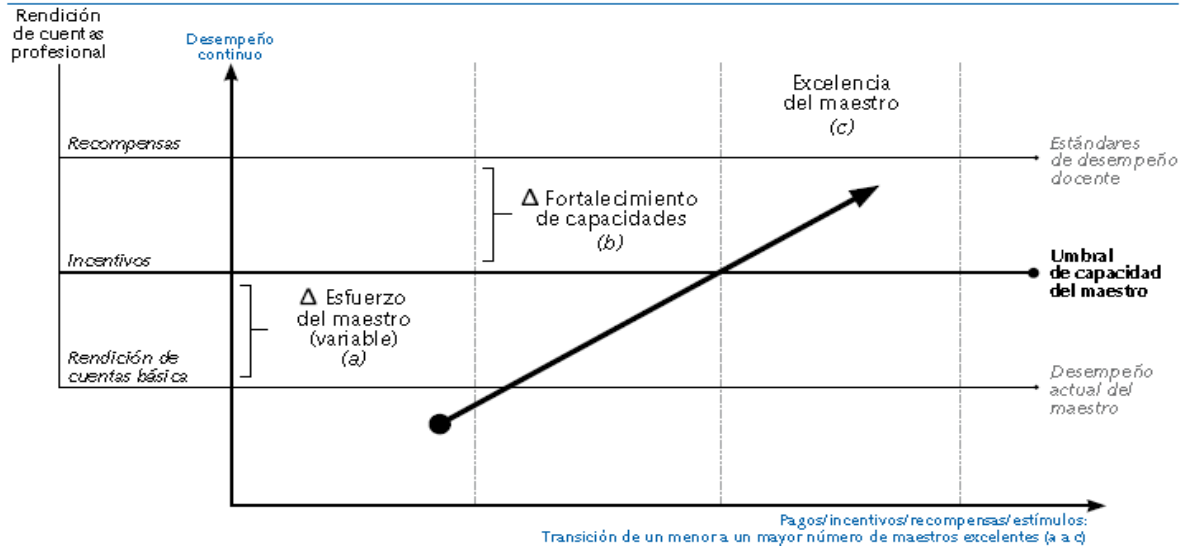 Rendición
de cuentas
profesional
Desempeño
continuo
Excelencia
del maestro
(c)
Recompensas
Estándares
de desempeño
docente
Δ Fortalecimiento
de capacidades
(b)
Incentivos
Umbral
de capacidad
del maestro
Δ Esfuerzo
del maestro
(variable)
(a)
Rendición de
cuentas básica
Desempeño
actual del
maestro
Pagos/incentivos/recompensas/estímulos:
Transición de un menor a un mayor número de maestros excelentes (a a c)